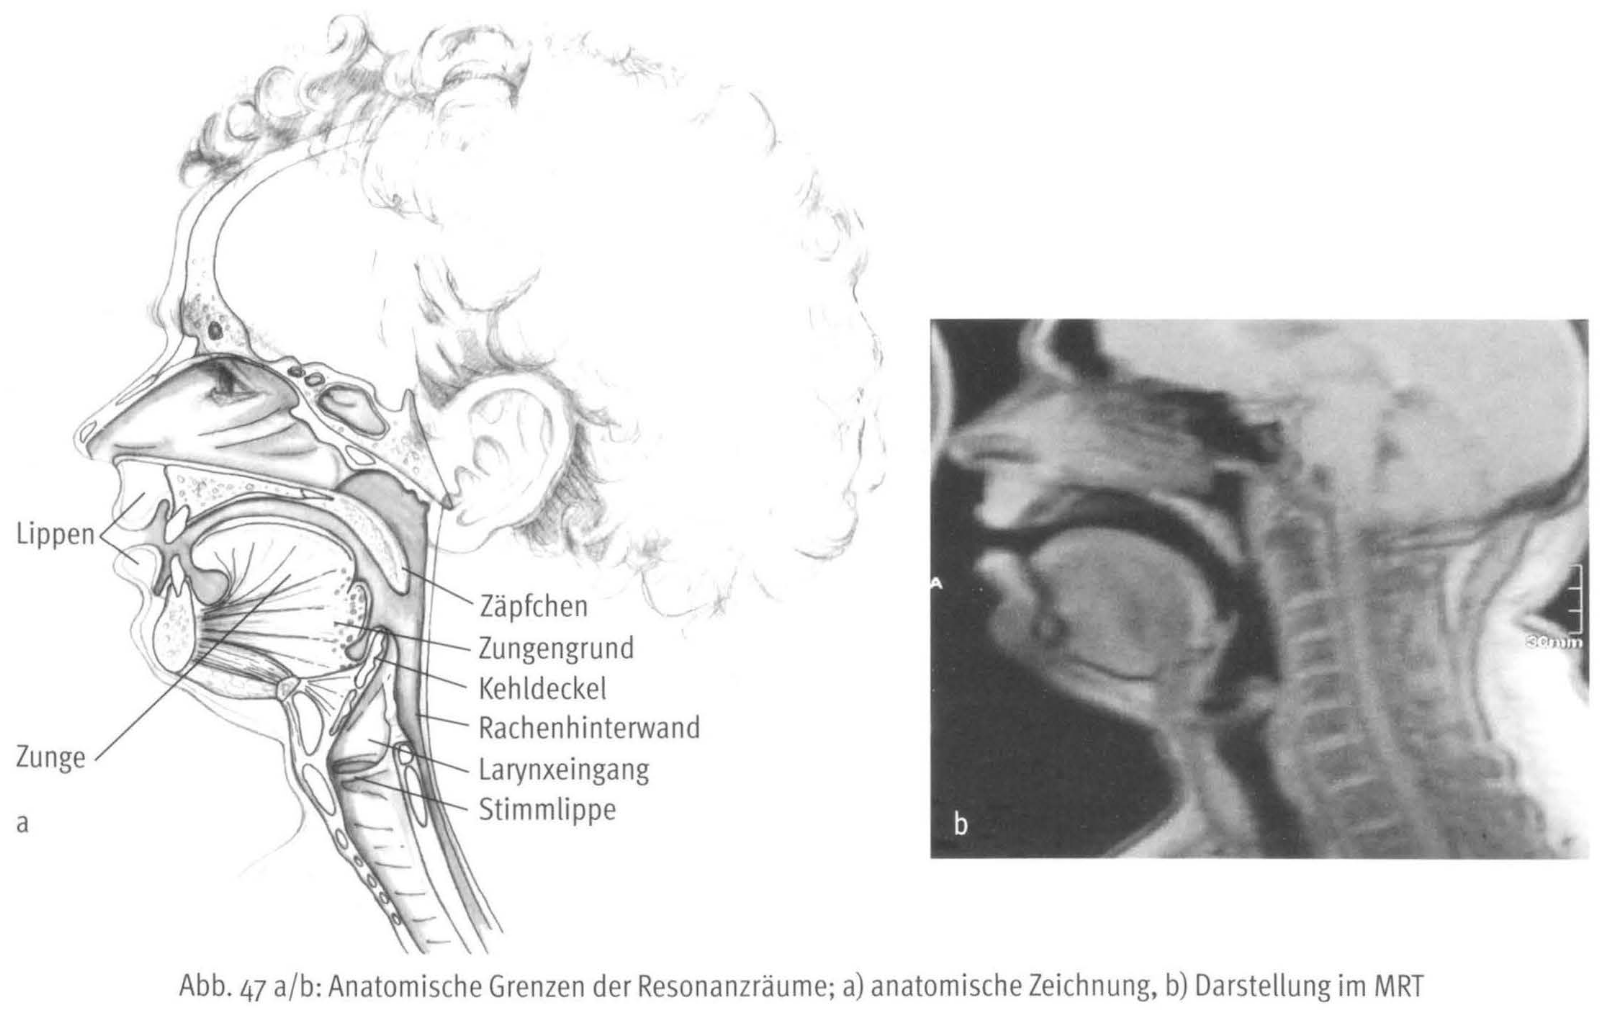 Lippen
Zunge
a
Zäpfchen
Zungengrund
Kehldeckel
Rachenhinterwand
Larynxeingang
Stimmlippe
A
30mm
b
Abb. 47 a/b: Anatomische Grenzen der Resonanzräume; a) anatomische Zeichnung, b) Darstellung im MRT